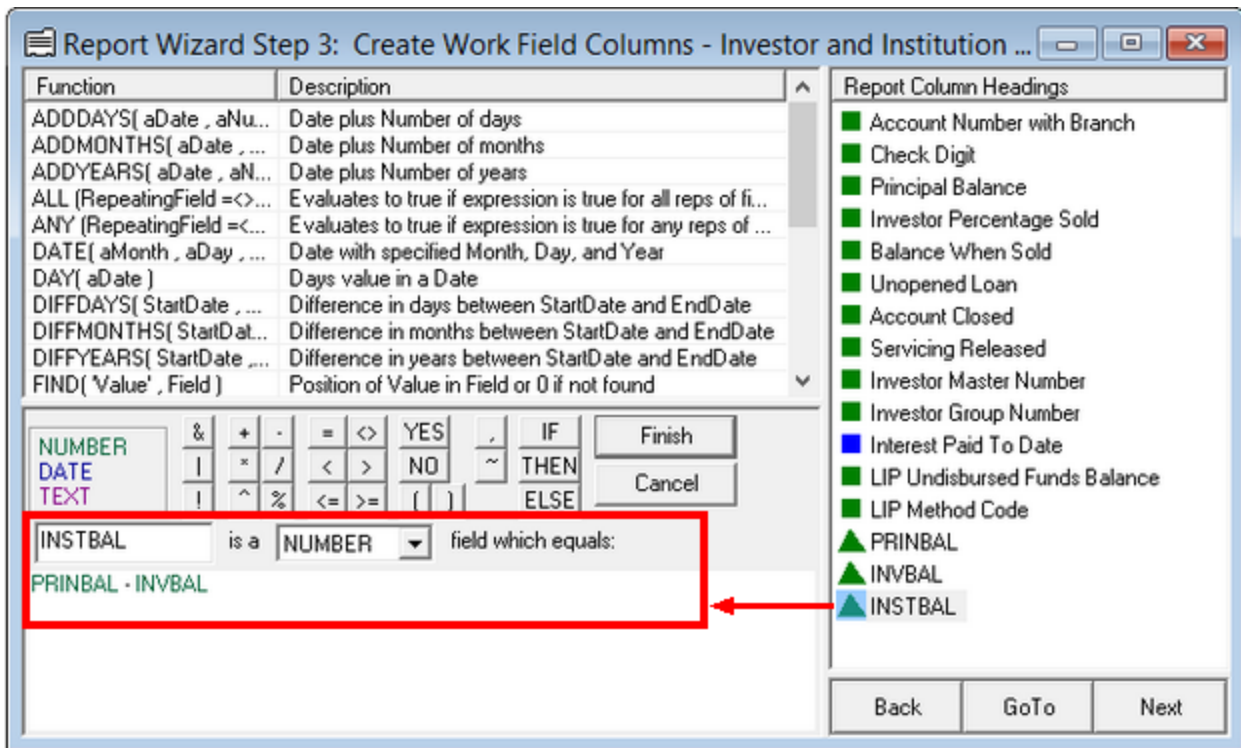 Report Wizard Step 3: Create Work Field Columns - Investor and Institution ...
Function Description
ADDDAYS( aDate , aNu... Date plus Number of days
ADDMONTHS( aDate , ... Date plus Number of months
ADDYEARS( aDate , aN... Date plus Number of years
ALL (RepeatingField =<>... Evaluates to true if expression is true for all reps of fi...
ANY (RepeatingField =<... Evaluates to true if expression is true for any reps of ...
DATE( aMonth , aDay , ... Date with specified Month, Day, and Year
DAY( aDate ) Days value in a Date
DIFFDAYS( StartDate , ... Difference in days between StartDate and EndDate
DIFFMONTHS( StartDat... Difference in months between StartDate and EndDate
DIFFYEARS( StartDate ,... Difference in years between StartDate and EndDate
FIND( 'Value' , Field ) Position of Value in Field or 0 if not found
NUMBER
DATE
TEXT
& + - = <> YES , IF
| * / < > NO ~ THEN
! ^ % <= >= ( ) ELSE
Finish
Cancel
INSTBAL is a NUMBER field which equals:
PRINBAL - INVBAL
Report Column Headings
Account Number with Branch
Check Digit
Principal Balance
Investor Percentage Sold
Balance When Sold
Unopened Loan
Account Closed
Servicing Released
Investor Master Number
Investor Group Number
Interest Paid To Date
LIP Undisbursed Funds Balance
LIP Method Code
PRINBAL
INVBAL
INSTBAL
Back GoTo Next